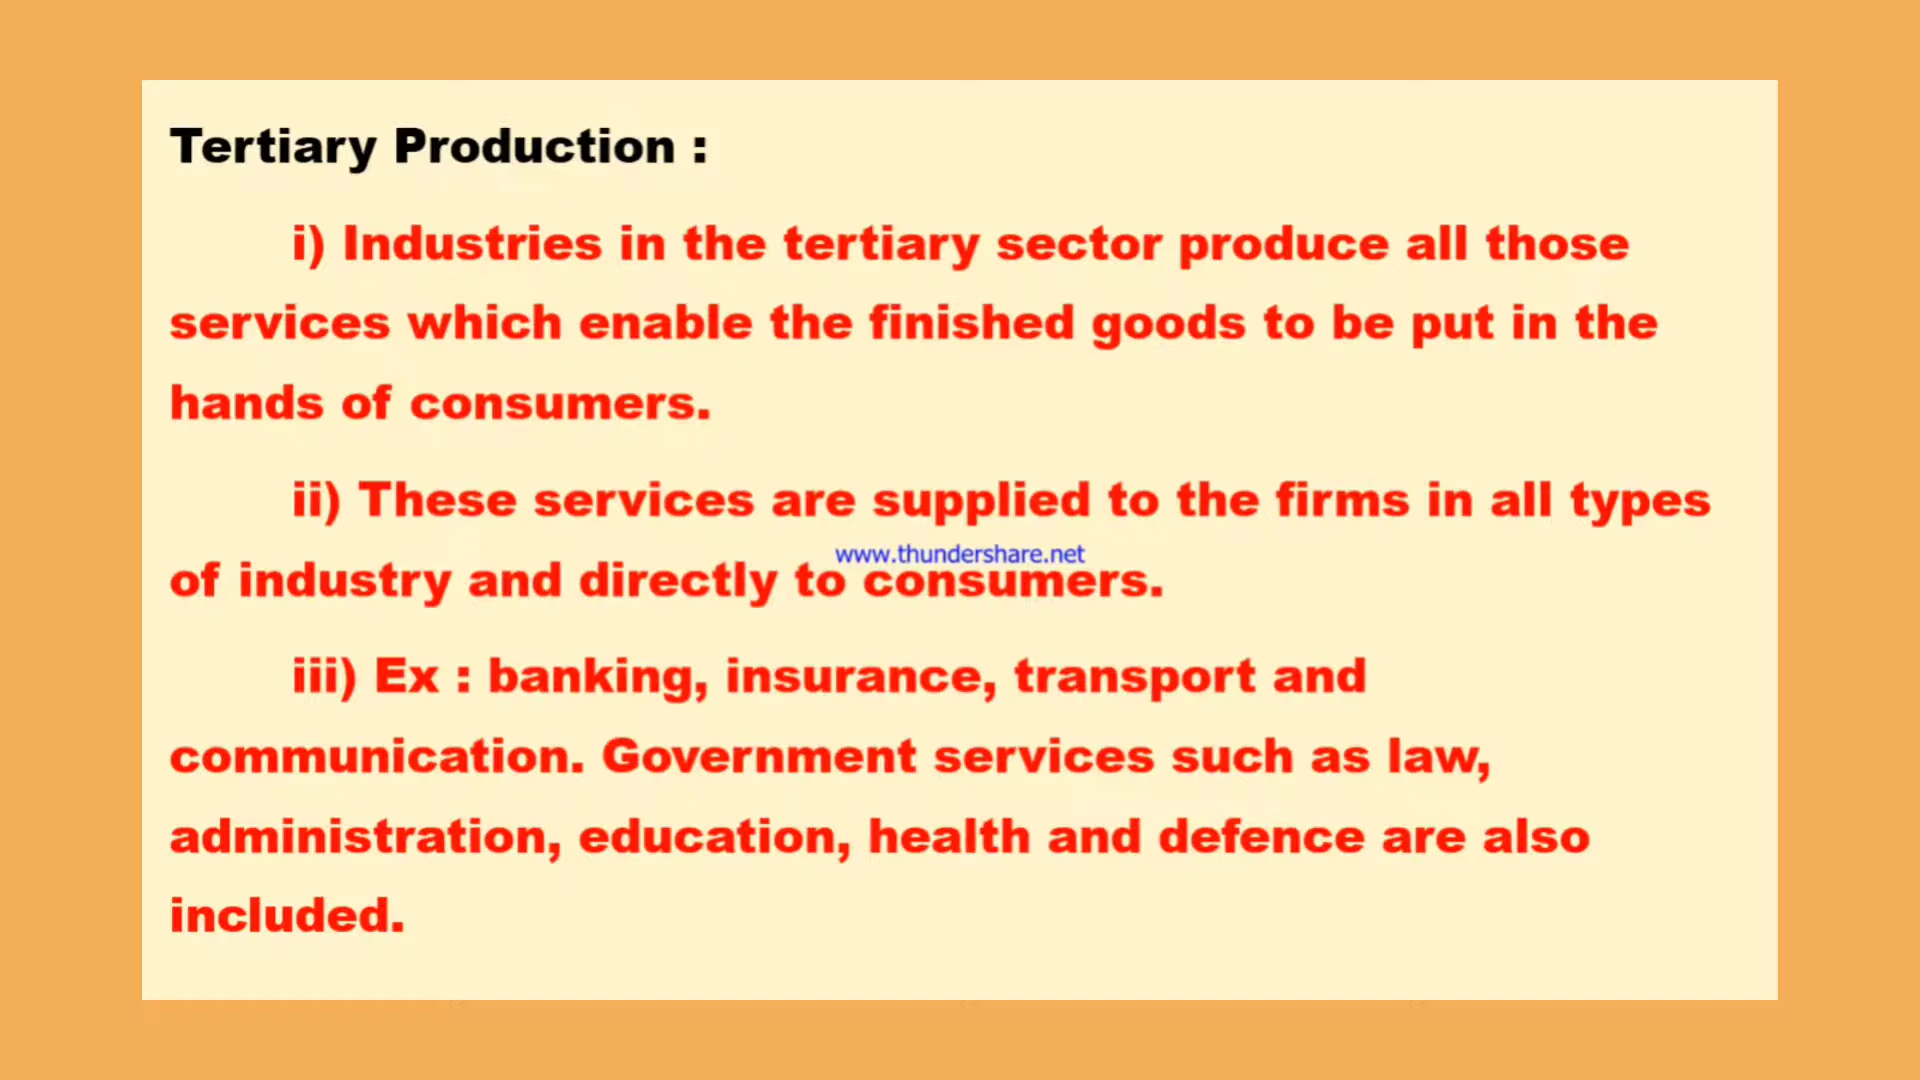 Tertiary Production :
i) Industries in the tertiary sector produce all those
services which enable the finished goods to be put in the
hands of consumers.
ii) These services are supplied to the firms in all types
www.thundershare.net
of industry and directly to consumers.
iii) Ex : banking, insurance, transport and
communication. Government services such as law,
administration, education, health and defence are also
included.